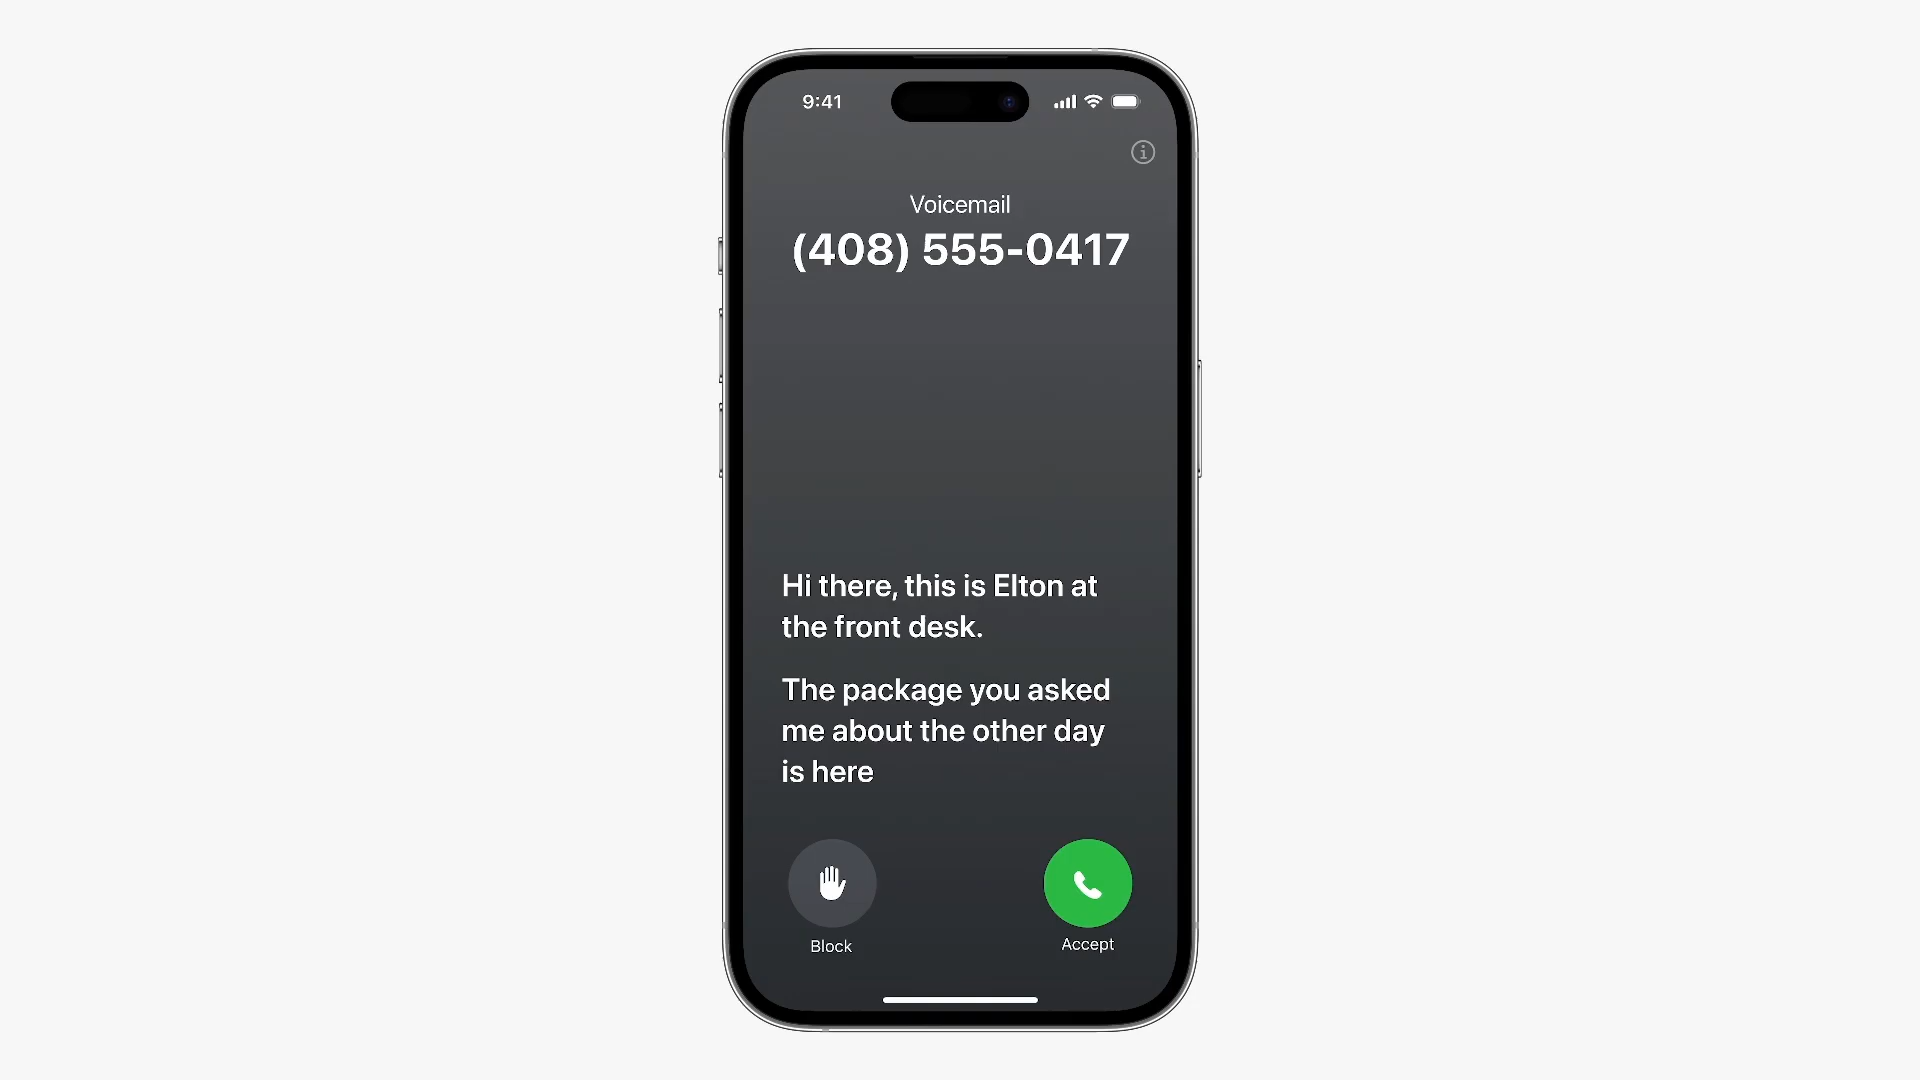 9:41
Voicemail
(408) 555-0417
Hi there, this is Elton at
the front desk.
The package you asked
me about the other day
is here
Block
Accept